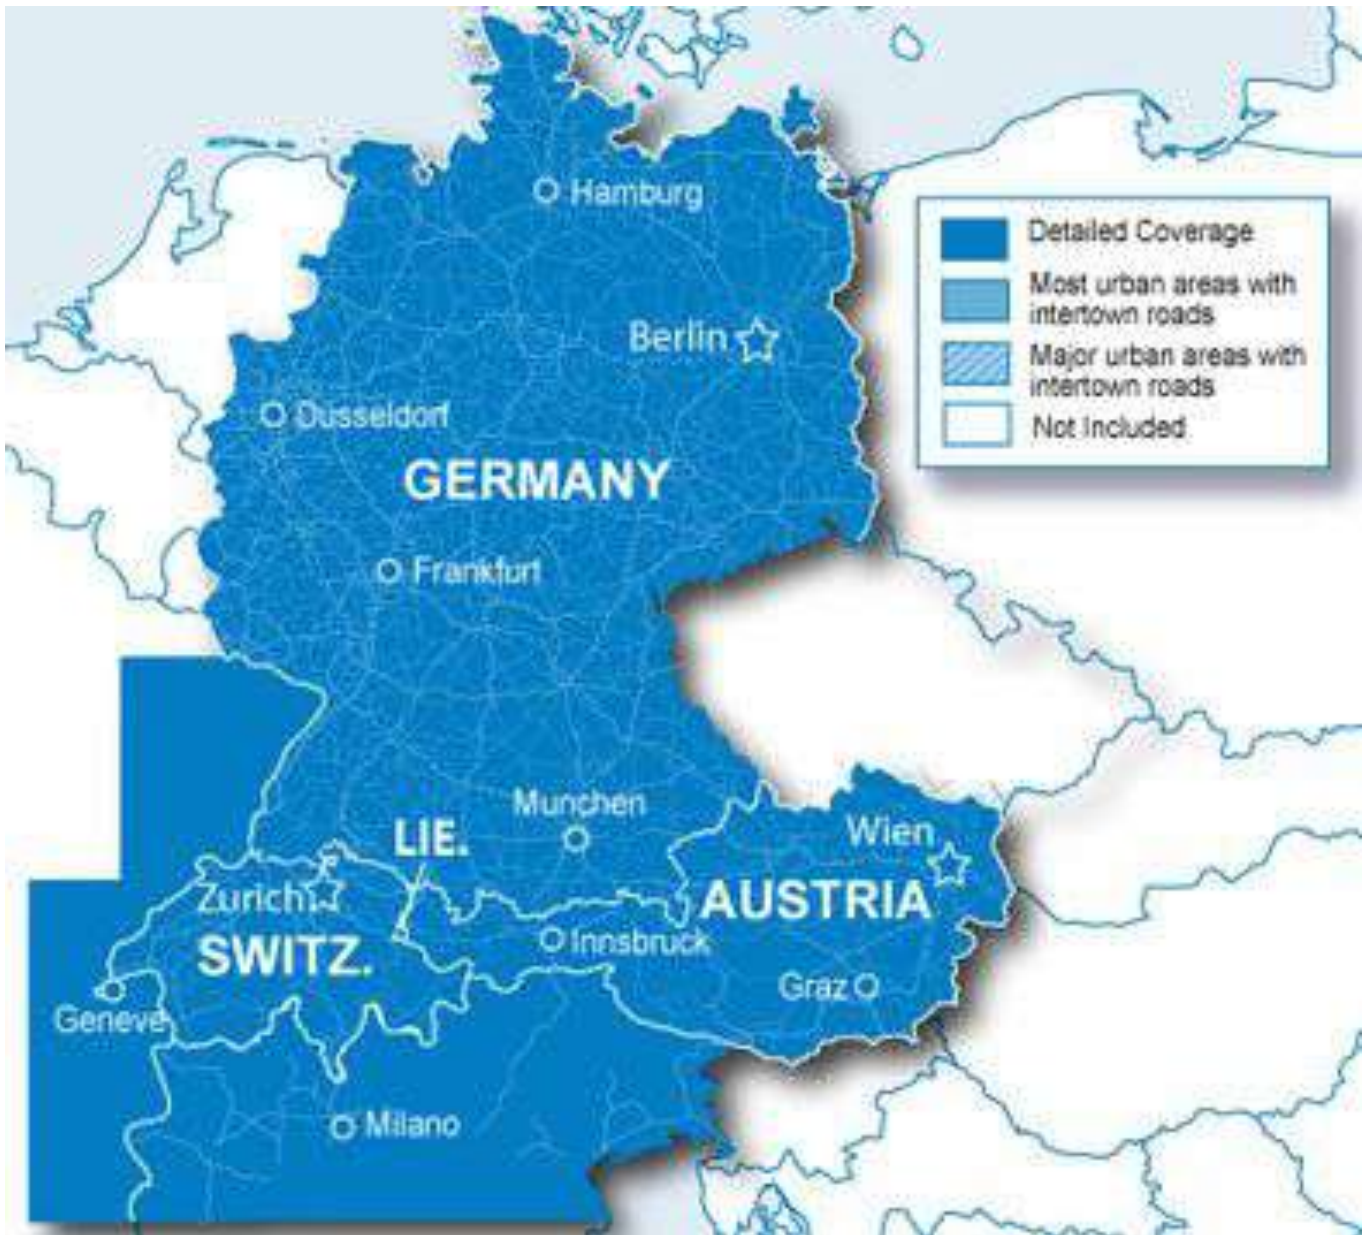 Hamburg
Detailed Coverage
Most urban areas with
intertown roads
Major urban areas with
intertown roads
Not Included
Berlin
Düsseldorf
GERMANY
Frankfurt
Munchen
LIE.
Wien
Zurich
AUSTRIA
SWITZ.
Innsbruck
Graz
Geneve
Milano